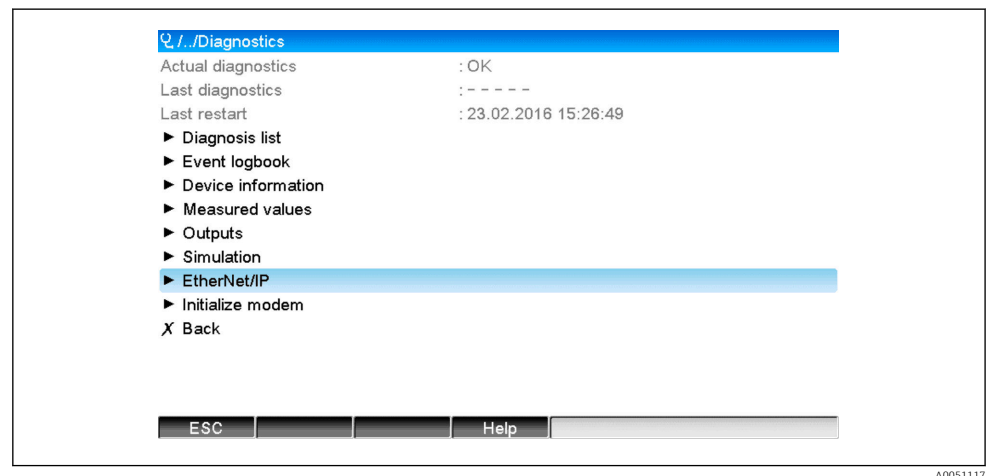 /../Diagnostics
Actual diagnostics : OK
Last diagnostics : - - - - -
Last restart : 23.02.2016 15:26:49
► Diagnosis list
► Event logbook
► Device information
► Measured values
► Outputs
► Simulation
► EtherNet/IP
► Initialize modem
X Back
ESC Help
A0051117